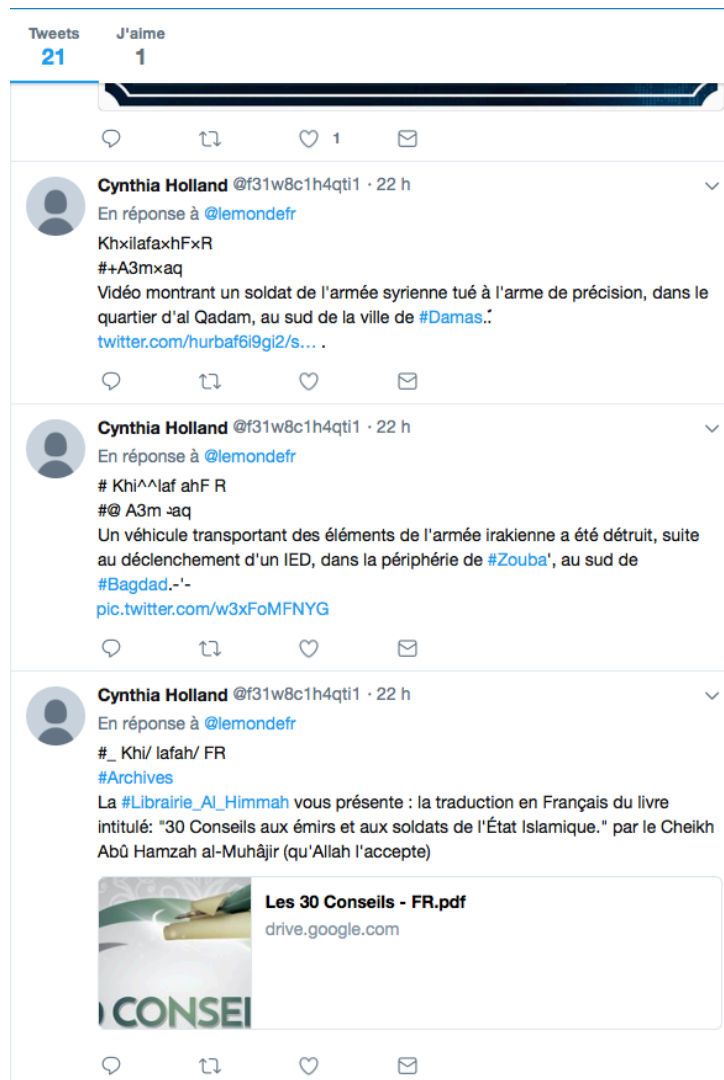 Tweets J'aime
21 1
1
Cynthia Holland @f31w8c1h4qti1 · 22 h
En réponse à @lemondefr
Kh×ilafa×hF×R
#+A3m×aq
Vidéo montrant un soldat de l'armée syrienne tué à l'arme de précision, dans le
quartier d'al Qadam, au sud de la ville de #Damas.
twitter.com/hurbaf6i9gi2/s... .
Cynthia Holland @f31w8c1h4qti1 · 22 h
En réponse à @lemondefr
# Khi^^laf ahF R
#@ A3m
Un véhicule transportant des éléments de l'armée irakienne a été détruit, suite
au déclenchement d'un IED, dans la périphérie de #Zouba', au sud de
#Bagdad.-'-
pic.twitter.com/w3xFoMFNYG
Cynthia Holland @f31w8c1h4qti1 · 22 h
En réponse à @lemondefr
#_ Khi/ lafah/ FR
#Archives
La #Librairie_Al_Himmah vous présente : la traduction en Français du livre
intitulé: "30 Conseils aux émirs et aux soldats de l'État Islamique." par le Cheikh
Abû Hamzah al-Muhâjir (qu'Allah l'accepte)
Les 30 Conseils - FR.pdf
drive.google.com
CONSEI